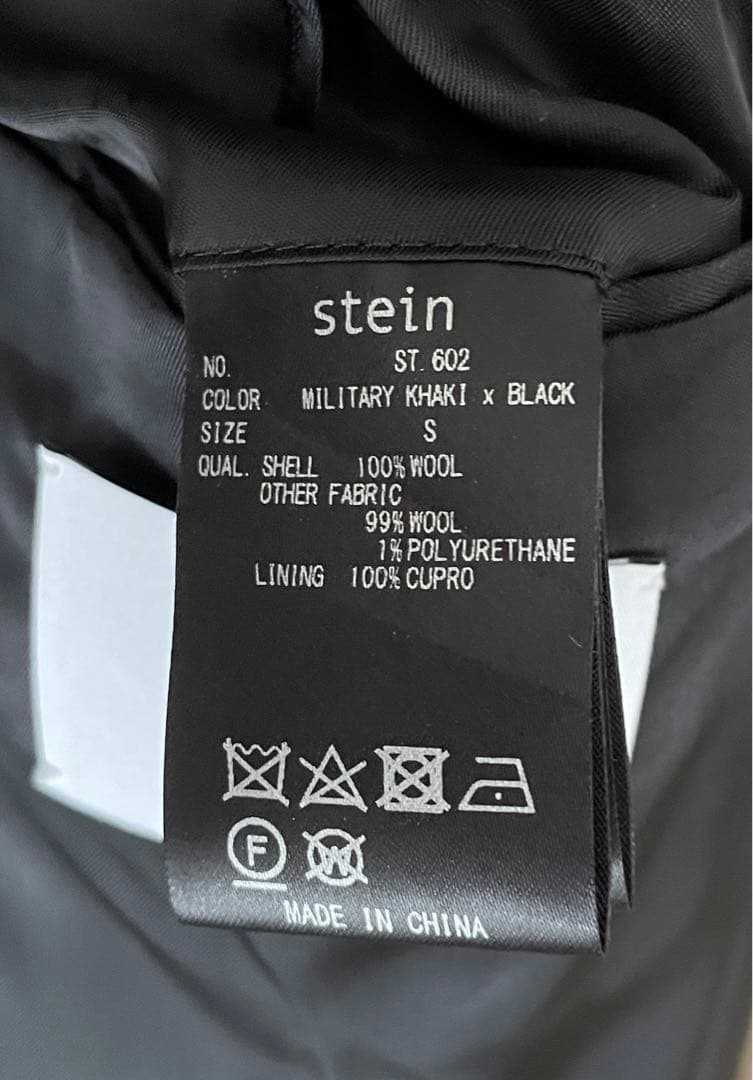 stein
NO. ST. 602
COLOR MILITARY KHAKI x BLACK
SIZE S
QUAL. SHELL 100% WOOL
OTHER FABRIC
99% WOOL
1% POLYURETHANE
LINING 100% CUPRO
F W
MADE IN CHINA